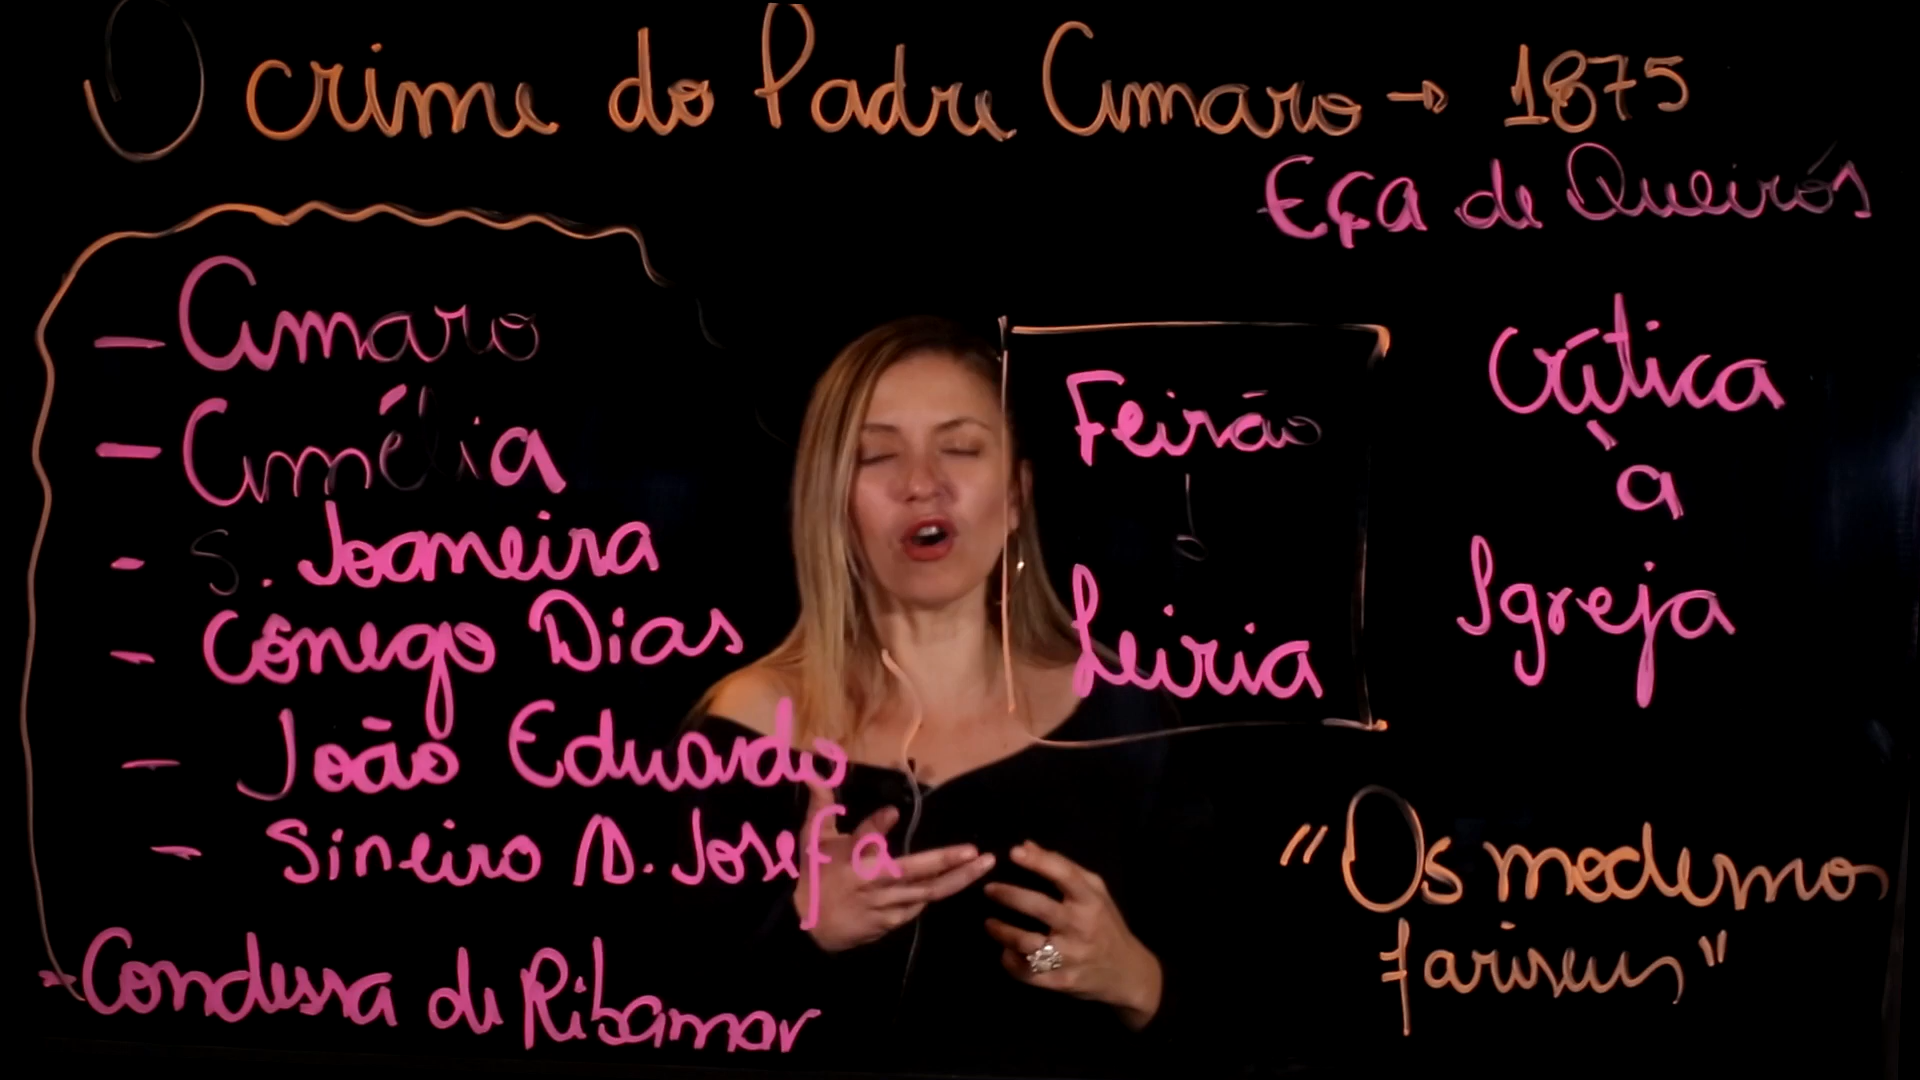 O crime do Padre Amaro → 1875
Eça de Queirós
- Amaro
- Amélia
- S. Joaneira
- Cônego Dias
- João Eduardo
- Sineiro D. Josefa
- Condessa de Ribamar
Feirão
Leiria
Crítica
à
Igreja
"Os modernos
fariseus"